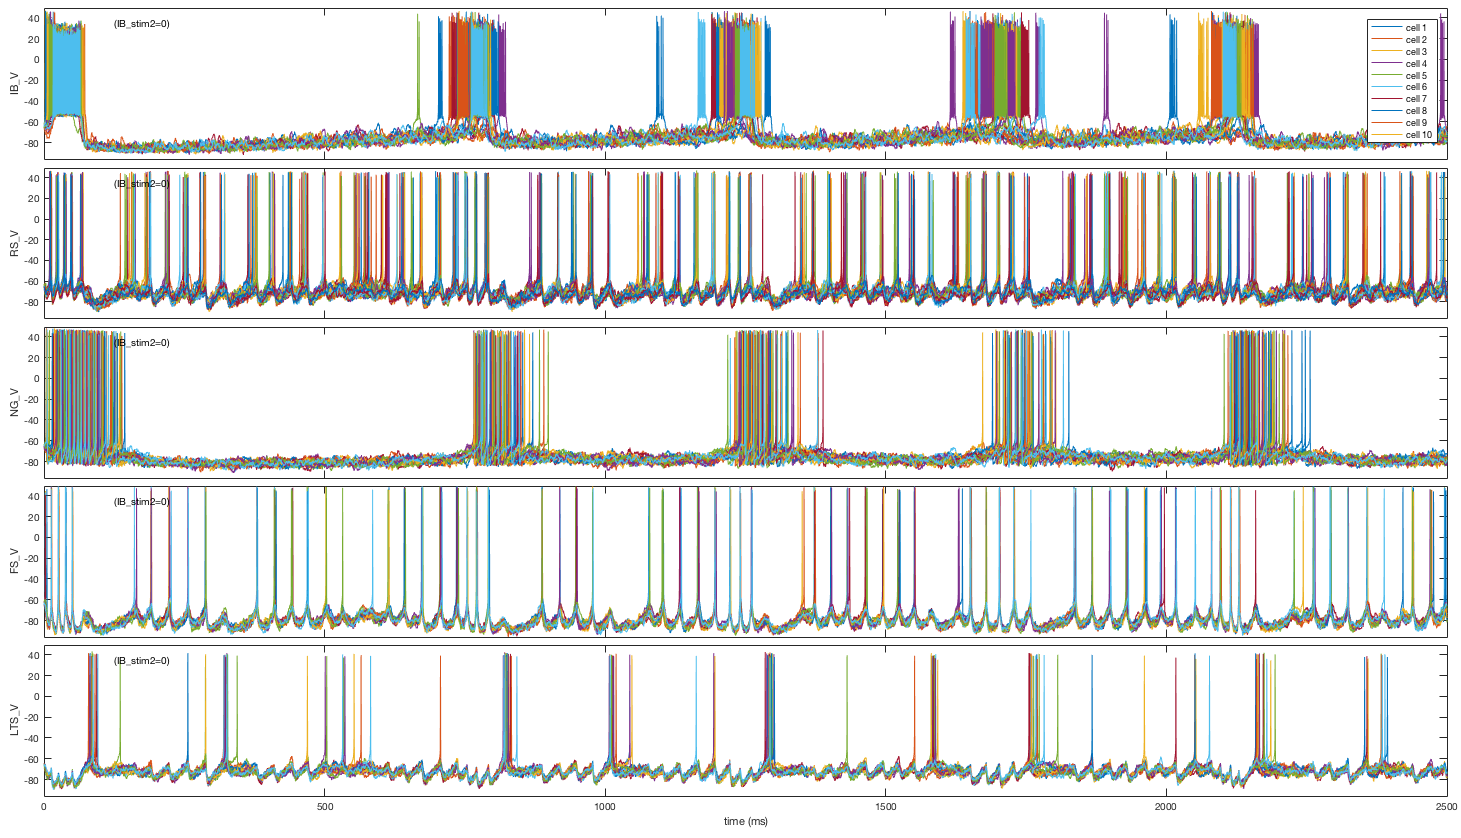 40
20
0
-20
-40
-60
-80
IB_V
(IB_stim2=0)
cell 1
cell 2
cell 3
cell 4
cell 5
cell 6
cell 7
cell 8
cell 9
cell 10
40
20
0
-20
-40
-60
-80
RS_V
(IB_stim2=0)
40
20
0
-20
-40
-60
-80
NG_V
(IB_stim2=0)
40
20
0
-20
-40
-60
-80
FS_V
(IB_stim2=0)
40
20
0
-20
-40
-60
-80
LTS_V
(IB_stim2=0)
0 500 1000 1500 2000 2500
time (ms)